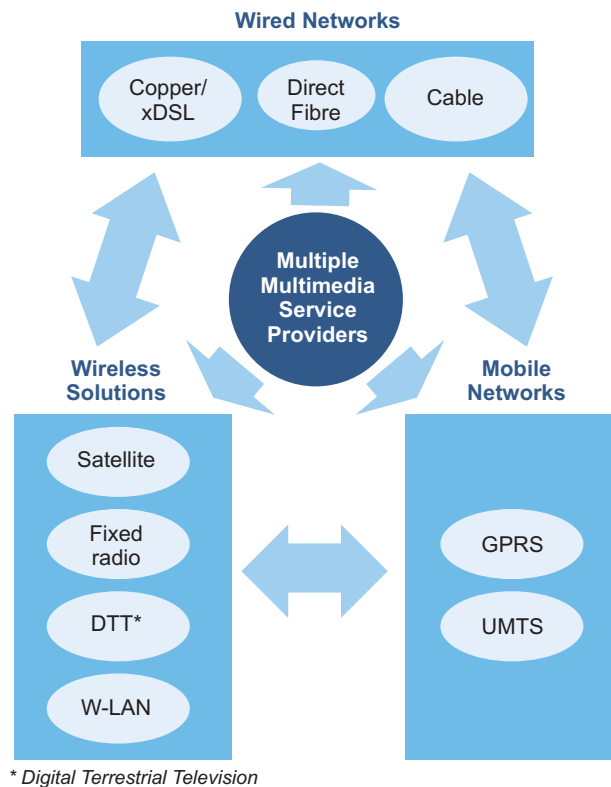 Wired Networks
Copper/
xDSL
Direct
Fibre
Cable
Multiple
Multimedia
Service
Providers
Wireless
Solutions
Mobile
Networks
Satellite
Fixed
radio
DTT*
W-LAN
GPRS
UMTS
* Digital Terrestrial Television